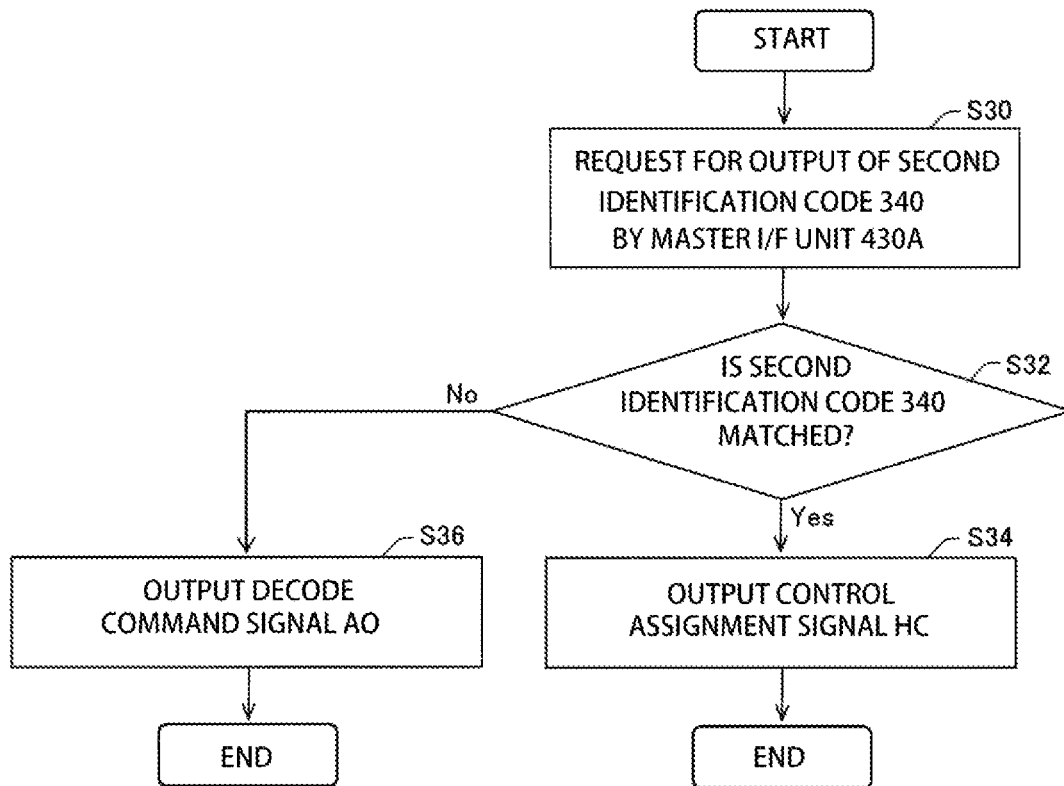 START
S30
REQUEST FOR OUTPUT OF SECOND
IDENTIFICATION CODE 340
BY MASTER I/F UNIT 430A
S32
IS SECOND
IDENTIFICATION CODE 340
MATCHED?
No
Yes
S36
OUTPUT DECODE
COMMAND SIGNAL AO
S34
OUTPUT CONTROL
ASSIGNMENT SIGNAL HC
END
END